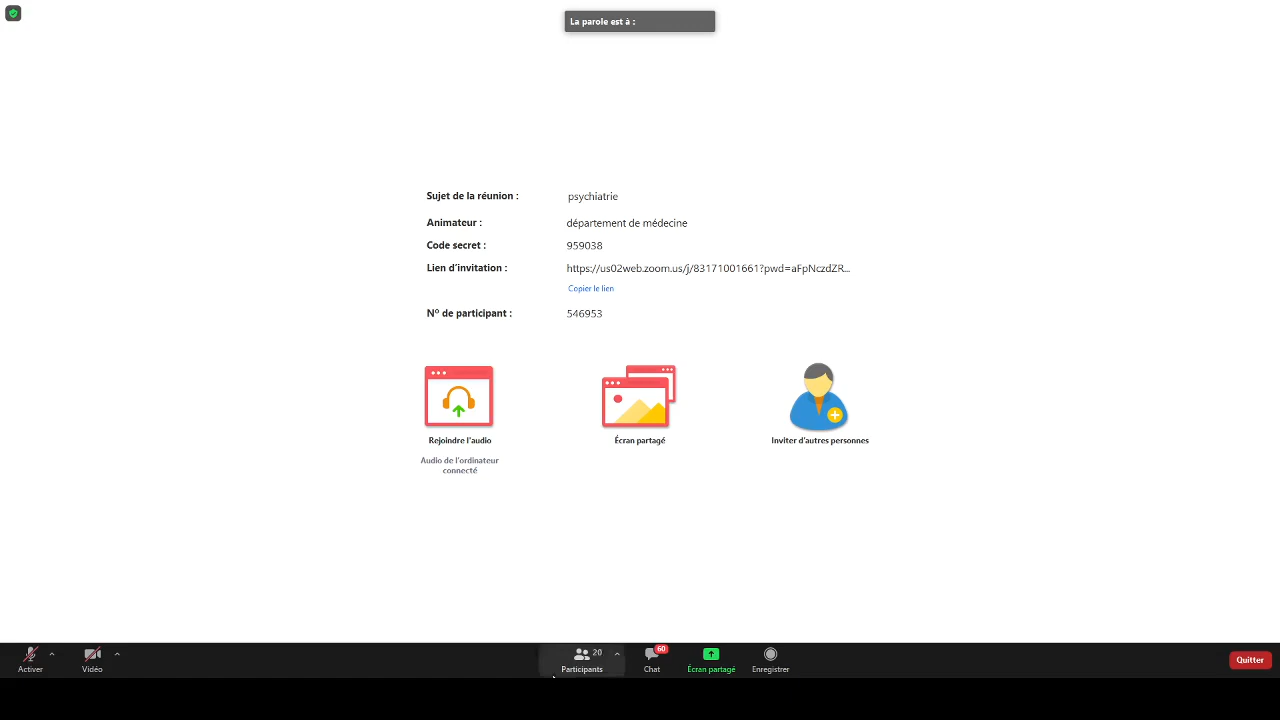 La parole est à :
Sujet de la réunion : psychiatrie
Animateur : département de médecine
Code secret : 959038
Lien d'invitation : https://us02web.zoom.us/j/83171001661?pwd=aFpNczdZR...
Copier le lien
N° de participant : 546953
Rejoindre l'audio Écran partagé Inviter d'autres personnes
Audio de l'ordinateur
connecté
20 60
Activer Vidéo Participants Chat Écran partagé Enregistrer Quitter